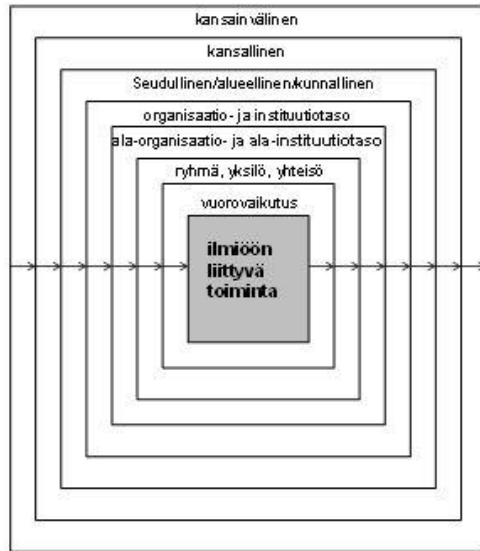 kansainvälinen
kansallinen
Seudullinen/alueellinen/kunnallinen
organisaatio- ja instituutiotaso
ala-organisaatio- ja ala-instituutiotaso
ryhmä, yksilö, yhteisö
vuorovaikutus
ilmiöön
liittyvä
toiminta